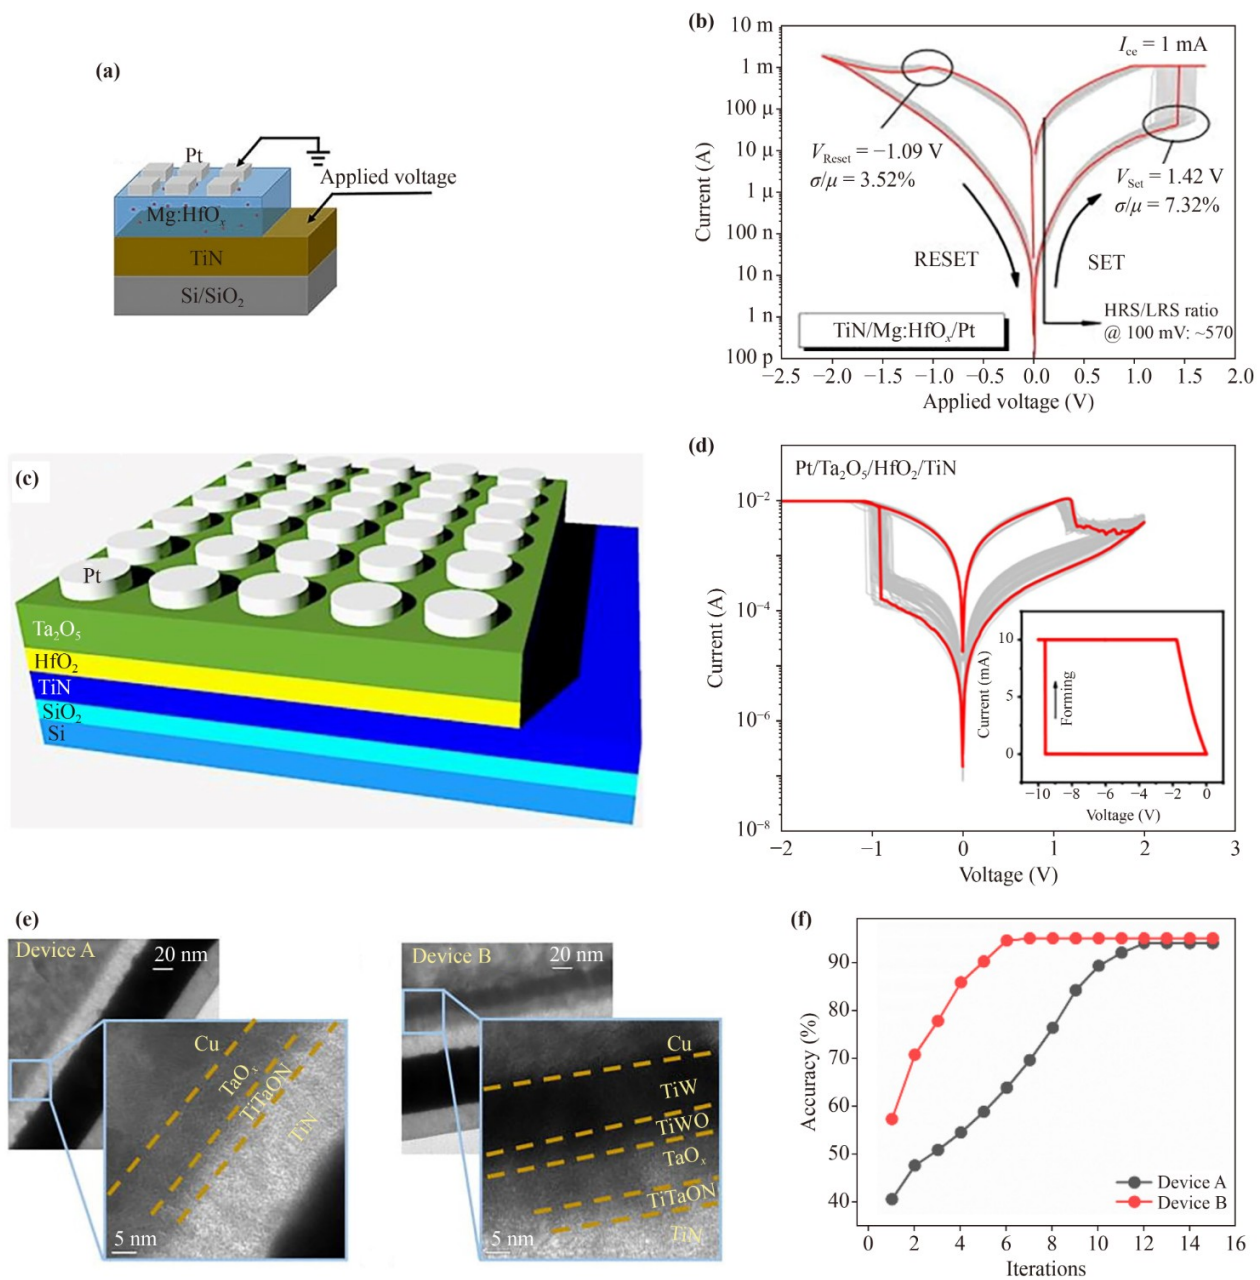 (a)
Pt
Applied voltage
Mg:HfOₓ
TiN
Si/SiO₂
(b)
10 m
1 m
100 µ
10 µ
1 µ
100 n
10 n
1 n
100 p
Current (A)
I_ce = 1 mA
V_Reset = −1.09 V
σ/μ = 3.52%
V_Set = 1.42 V
σ/μ = 7.32%
RESET
SET
HRS/LRS ratio
@ 100 mV: ~570
TiN/Mg:HfOₓ/Pt
−2.5 −2.0 −1.5 −1.0 −0.5 0.0 0.5 1.0 1.5 2.0
Applied voltage (V)
(c)
Pt
Ta₂O₅
HfO₂
TiN
SiO₂
Si
(d)
Pt/Ta₂O₅/HfO₂/TiN
10⁻²
10⁻⁴
10⁻⁶
10⁻⁸
Current (A)
−2 −1 0 1 2 3
Voltage (V)
10
5
0
Current (mA)
Forming
−10 −8 −6 −4 −2 0
Voltage (V)
(e)
Device A
20 nm
Cu
TaOₓ
TiTaON
TiN
5 nm
Device B
20 nm
Cu
TiW
TiWO
TaOₓ
TiTaON
TiN
5 nm
(f)
90
80
70
60
50
40
Accuracy (%)
Device A
Device B
0 2 4 6 8 10 12 14 16
Iterations